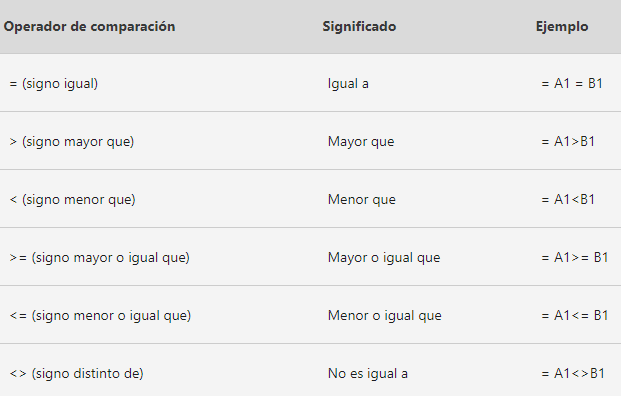 Operador de comparación Significado Ejemplo
= (signo igual) Igual a = A1 = B1
> (signo mayor que) Mayor que = A1>B1
< (signo menor que) Menor que = A1<B1
>= (signo mayor o igual que) Mayor o igual que = A1>= B1
<= (signo menor o igual que) Menor o igual que = A1<= B1
<> (signo distinto de) No es igual a = A1<>B1